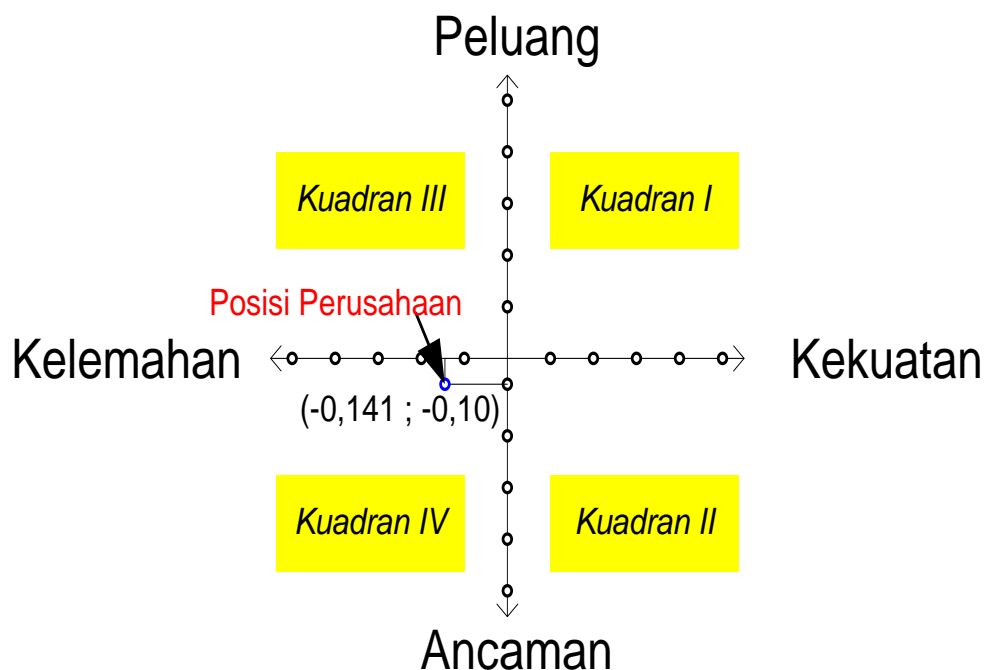 Peluang
Kuadran III
Kuadran I
Posisi Perusahaan
Kelemahan
Kekuatan
(-0,141 ; -0,10)
Kuadran IV
Kuadran II
Ancaman